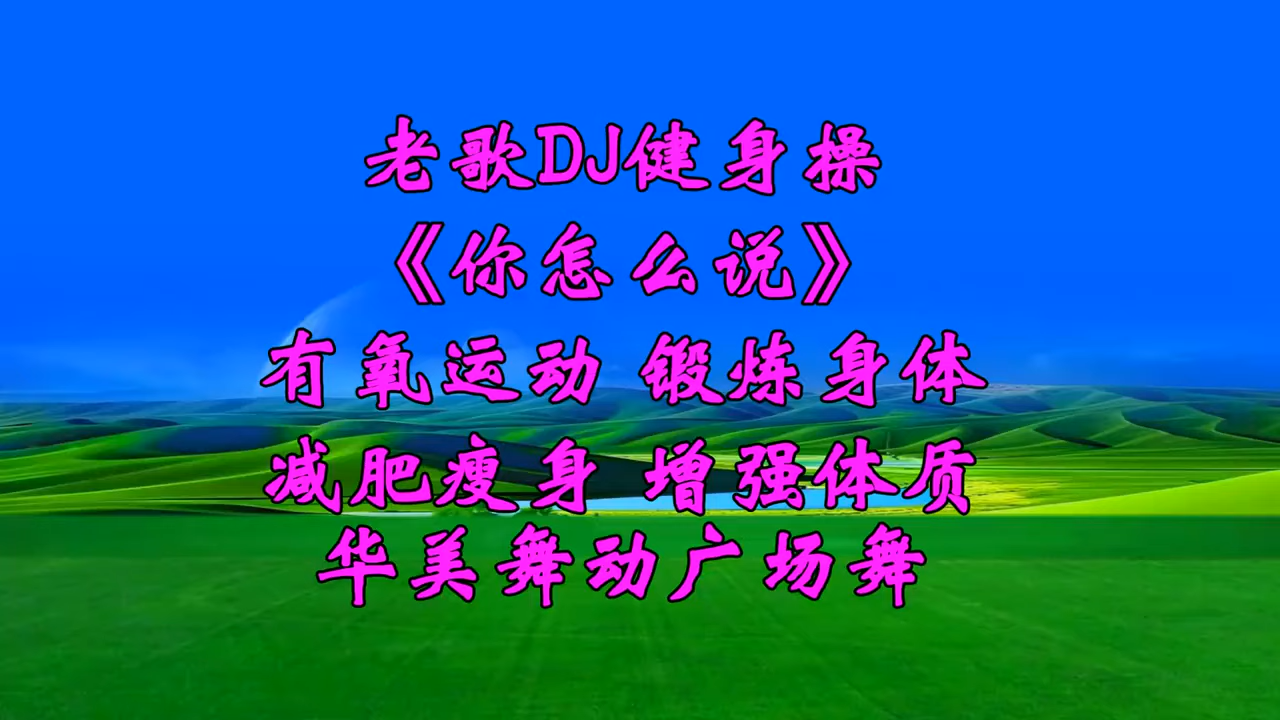 老歌DJ健身操
《你怎么说》
有氧运动 锻炼身体
减肥瘦身 增强体质
华美舞动广场舞